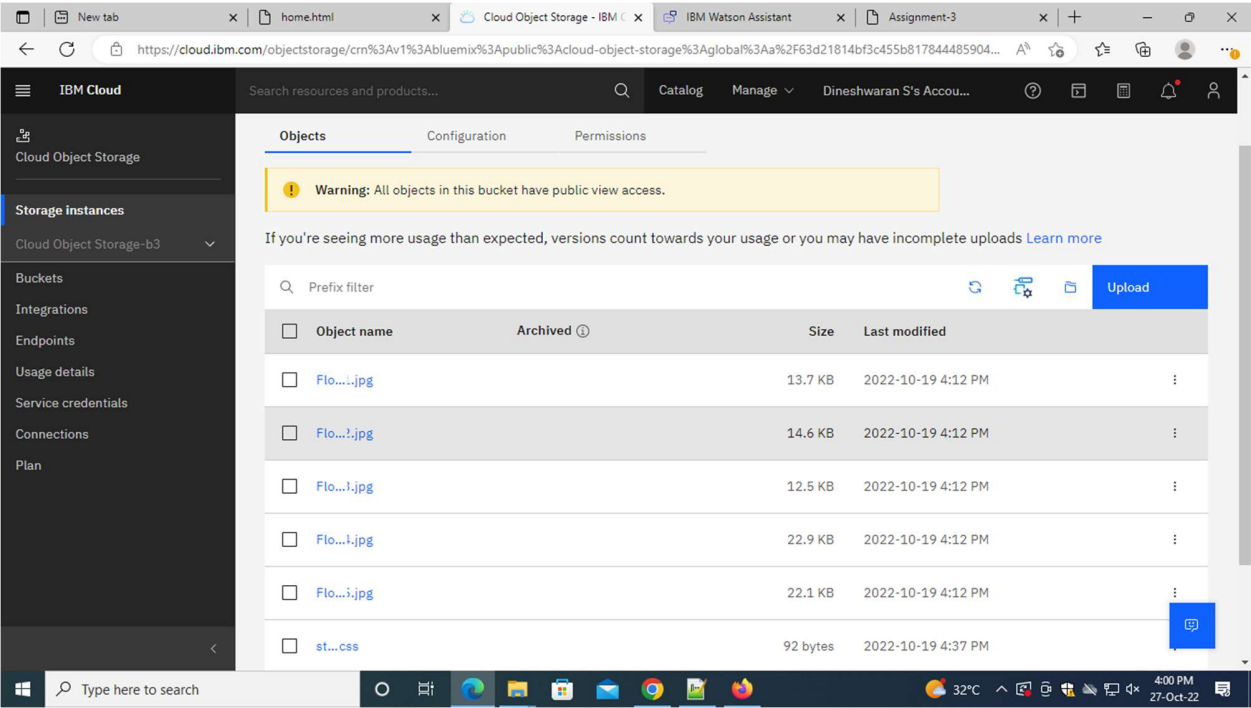 New tab
home.html
Cloud Object Storage - IBM C
IBM Watson Assistant
Assignment-3
https://cloud.ibm.com/objectstorage/crn%3Av1%3Abluemix%3Apublic%3Acloud-object-storage%3Aglobal%3Aa%2F63d21814bf3c455b817844485904...
IBM Cloud
Search resources and products...
Catalog
Manage
Dineshwaran S's Accou...
Cloud Object Storage
Storage instances
Cloud Object Storage-b3
Buckets
Integrations
Endpoints
Usage details
Service credentials
Connections
Plan
Objects Configuration Permissions
Warning: All objects in this bucket have public view access.
If you're seeing more usage than expected, versions count towards your usage or you may have incomplete uploads Learn more
Prefix filter
Upload
Object name Archived Size Last modified
13.7 KB 2022-10-19 4:12 PM
14.6 KB 2022-10-19 4:12 PM
12.5 KB 2022-10-19 4:12 PM
22.9 KB 2022-10-19 4:12 PM
22.1 KB 2022-10-19 4:12 PM
st...css 92 bytes 2022-10-19 4:37 PM
Type here to search
32°C
4:00 PM
27-Oct-22